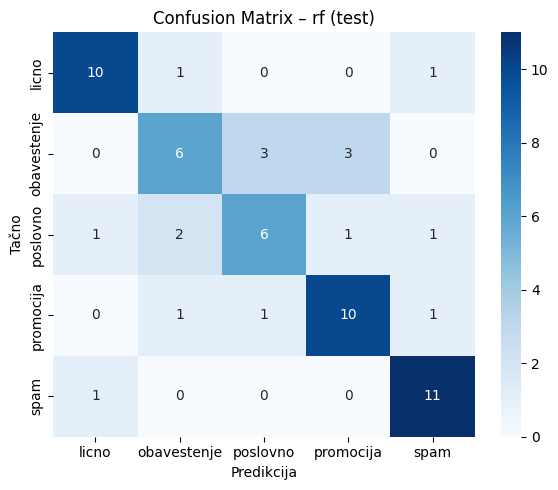 Confusion Matrix – rf (test)
Tačno
licno 10 1 0 0 1
obavestenje 0 6 3 3 0
poslovno 1 2 6 1 1
promocija 0 1 1 10 1
spam 1 0 0 0 11
licno obavestenje poslovno promocija spam
Predikcija
10
8
6
4
2
0